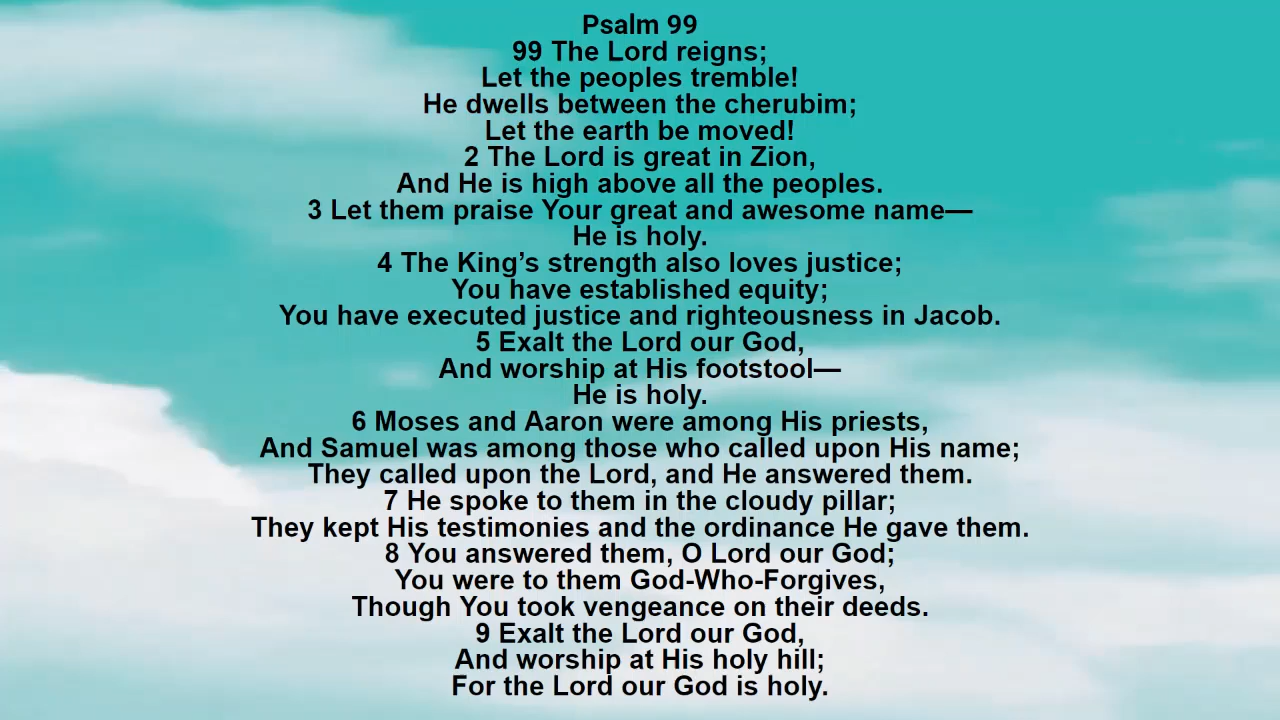 Psalm 99
99 The Lord reigns;
Let the peoples tremble!
He dwells between the cherubim;
Let the earth be moved!
2 The Lord is great in Zion,
And He is high above all the peoples.
3 Let them praise Your great and awesome name—
He is holy.
4 The King’s strength also loves justice;
You have established equity;
You have executed justice and righteousness in Jacob.
5 Exalt the Lord our God,
And worship at His footstool—
He is holy.
6 Moses and Aaron were among His priests,
And Samuel was among those who called upon His name;
They called upon the Lord, and He answered them.
7 He spoke to them in the cloudy pillar;
They kept His testimonies and the ordinance He gave them.
8 You answered them, O Lord our God;
You were to them God-Who-Forgives,
Though You took vengeance on their deeds.
9 Exalt the Lord our God,
And worship at His holy hill;
For the Lord our God is holy.